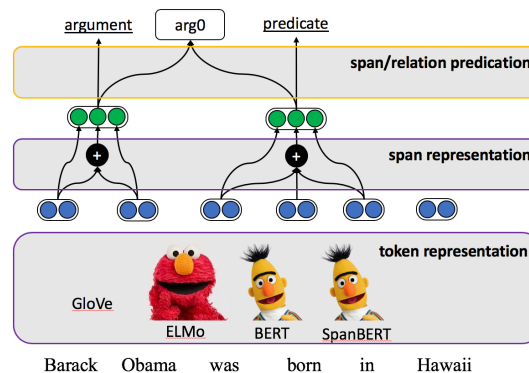 argument arg0 predicate
span/relation predication
+ +
span representation
token representation
GloVe
ELMo BERT SpanBERT
Barack Obama was born in Hawaii